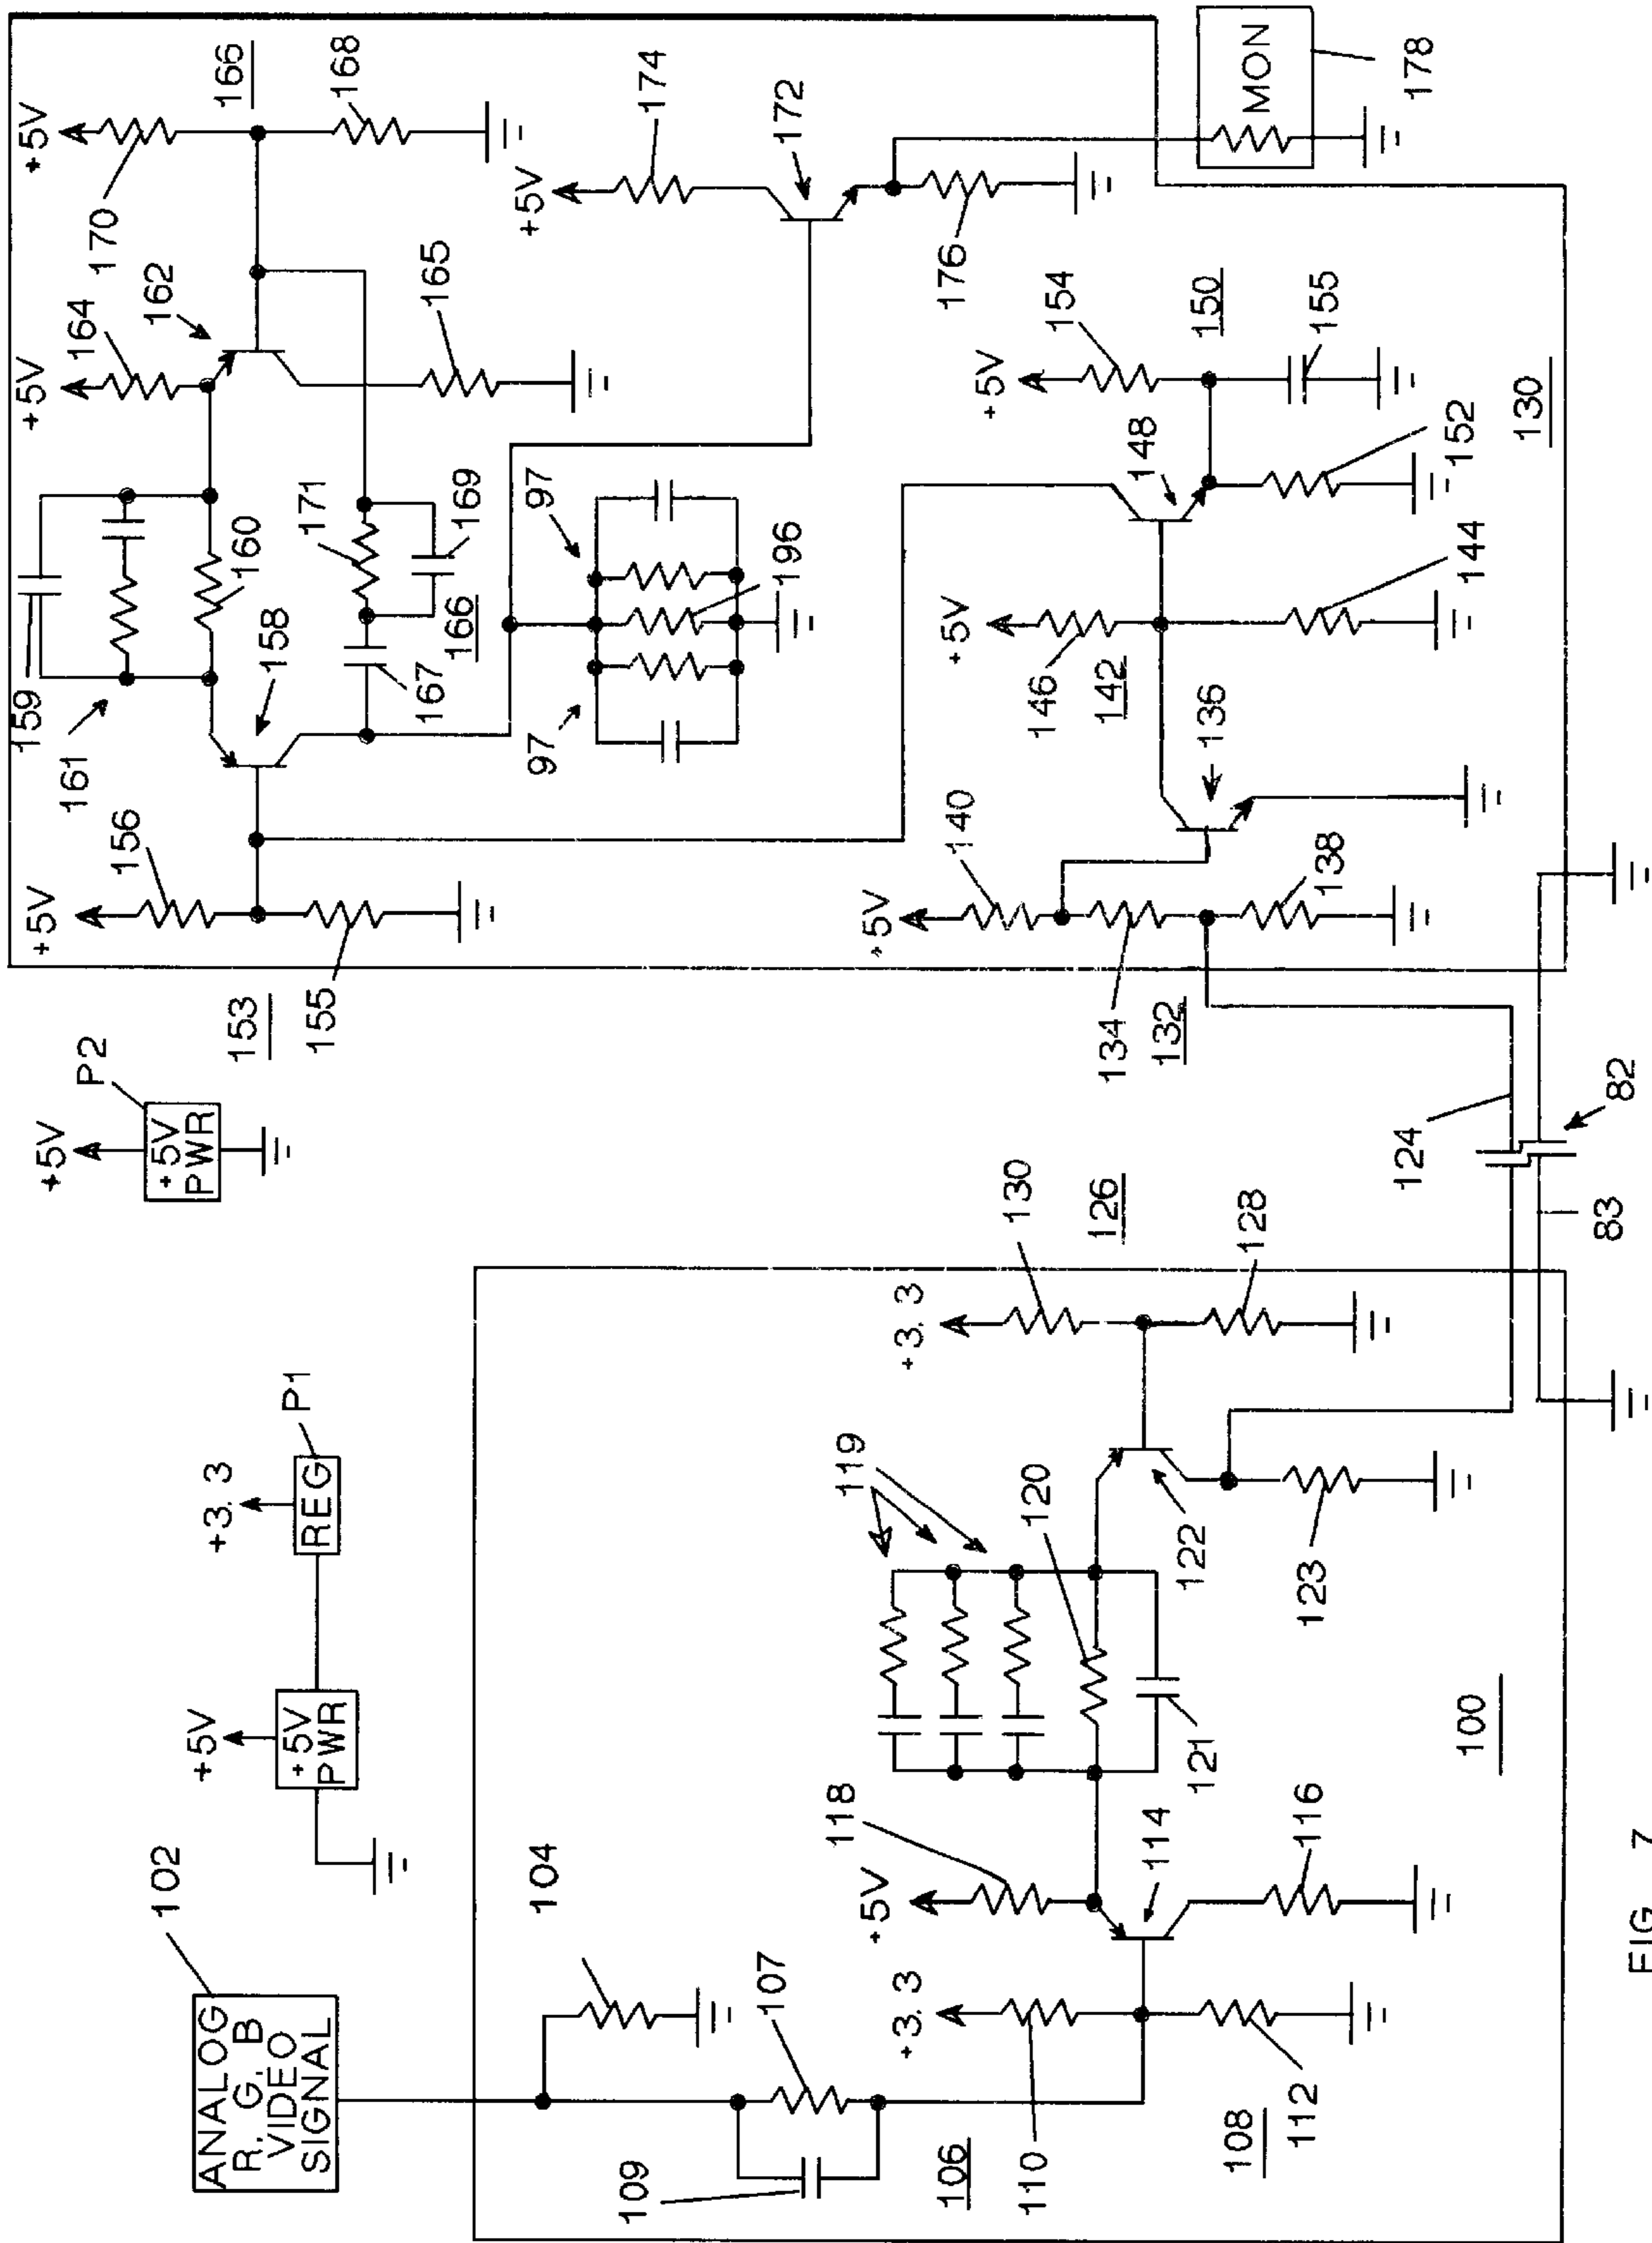 ANALOG
R, G, B
VIDEO
SIGNAL
102
+5V
+5V
PWR
+3.3
REG
P1
+5V
+5V
PWR
P2
104
107
109
106
+3.3
110
108
112
+5V
118
114
116
119
120
121
122
123
+3.3
130
126
128
100
124
83
82
+5V
156
153
155
158
159
161
160
+5V
164
162
165
+5V
170
166
168
171
169
167
166
97
97
196
+5V
174
172
176
MON
178
+5V
140
134
132
138
136
+5V
146
142
144
148
+5V
154
150
155
152
130
FIG. 7